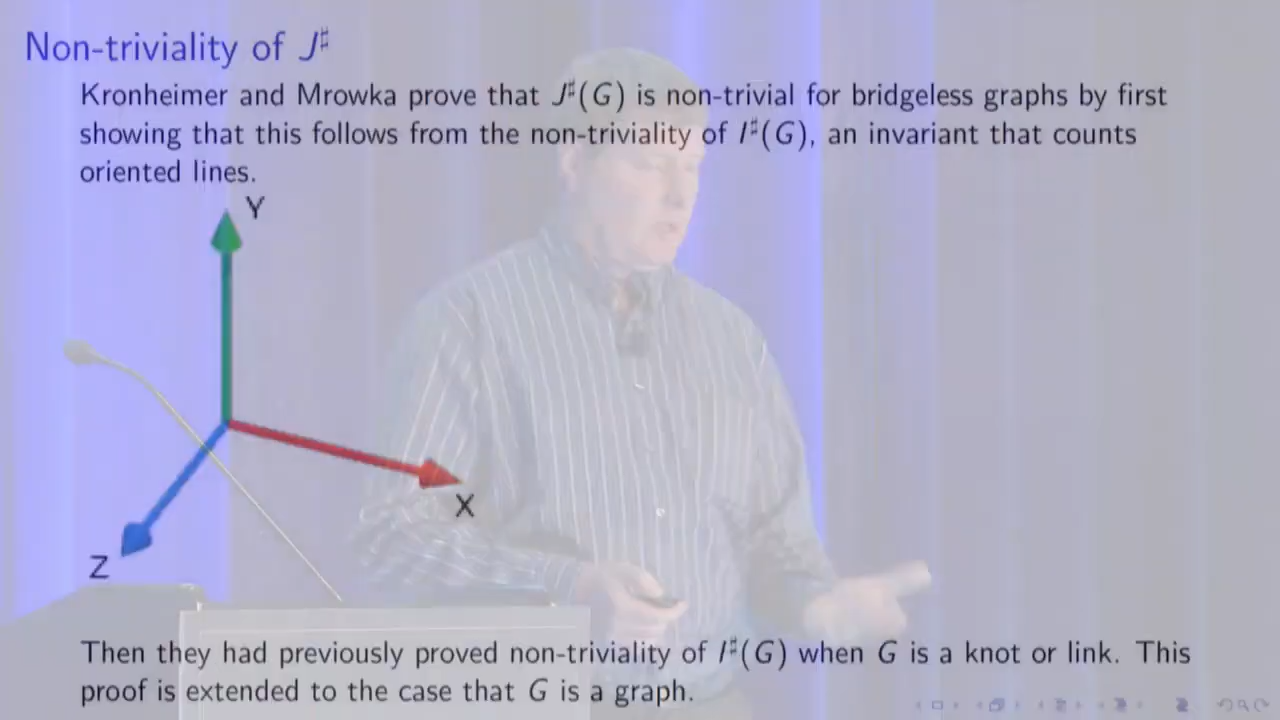 Non-triviality of J♯
Kronheimer and Mrowka prove that J♯(G) is non-trivial for bridgeless graphs by first
showing that this follows from the non-triviality of I♯(G), an invariant that counts
oriented lines.
Y
X
Z
Then they had previously proved non-triviality of I♯(G) when G is a knot or link. This
proof is extended to the case that G is a graph.